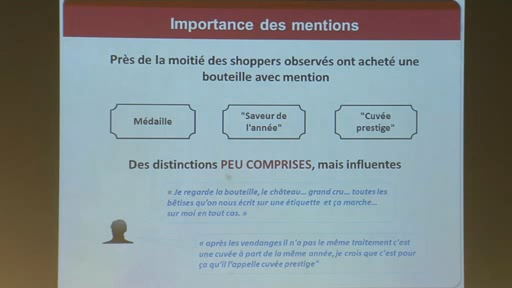 Importance des mentions
Près de la moitié des shoppers observés ont acheté une
bouteille avec mention
Médaille
"Saveur de
l'année"
"Cuvée
prestige"
Des distinctions PEU COMPRISES, mais influentes
« Je regarde la bouteille, le château... grand cru... toutes les
bêtises qu'on nous écrit sur une étiquette et ça marche...
sur moi en tout cas. »
« après les vendanges il n'a pas le même traitement c'est
une cuvée à part de la même année, je crois que c'est pour
ça qu'il l'appelle cuvée prestige"